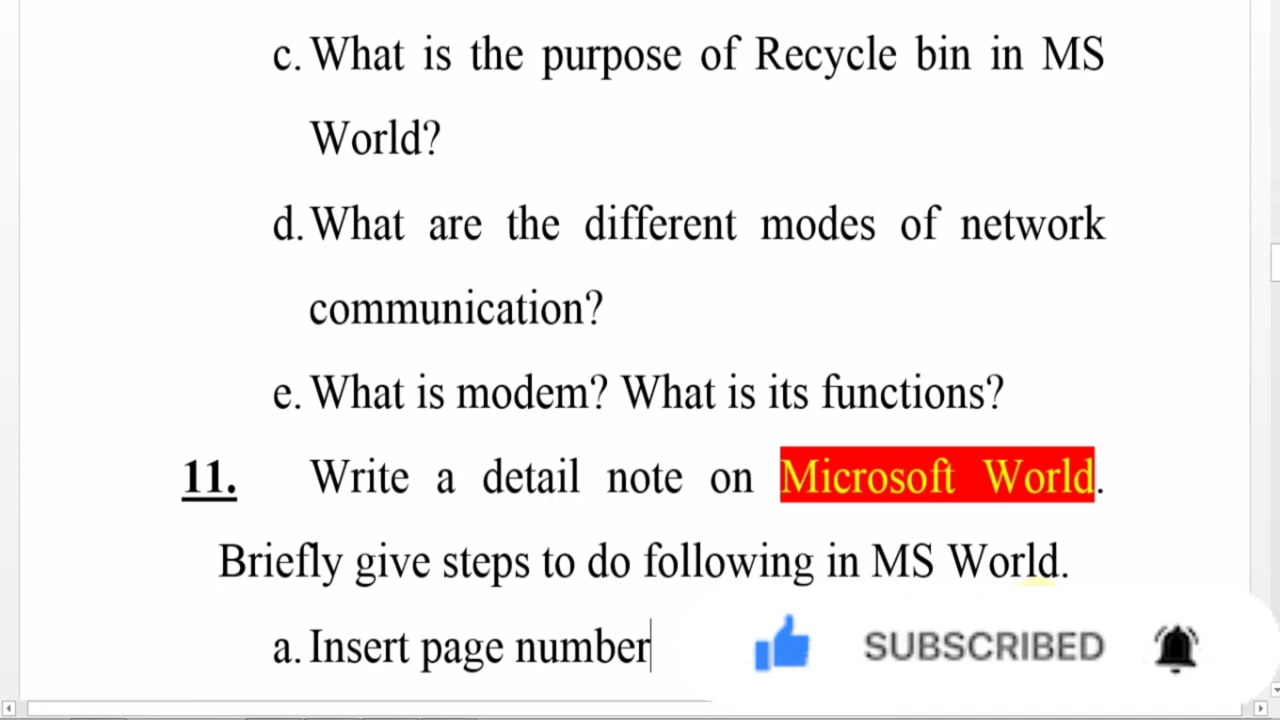 c. What is the purpose of Recycle bin in MS
World?
d. What are the different modes of network
communication?
e. What is modem? What is its functions?
11. Write a detail note on Microsoft World.
Briefly give steps to do following in MS World.
a. Insert page number
SUBSCRIBED